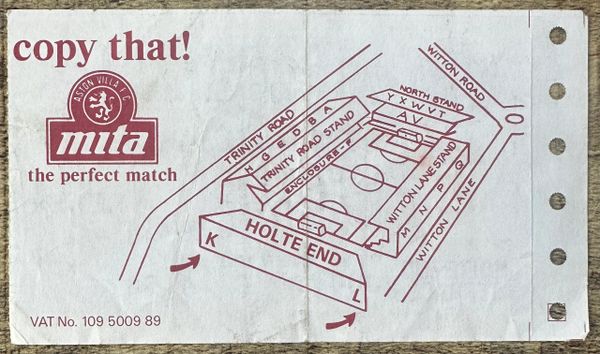 copy that!
ASTON VILLA F.C.
mita
the perfect match
WITTON ROAD
NORTH STAND
Y X W V T
A V
TRINITY ROAD
H G E D B A
TRINITY ROAD STAND
ENCLOSURE-F
WITTON LANE STAND
M N P Q
WITTON LANE
HOLTE END
K
L
VAT No. 109 5009 89